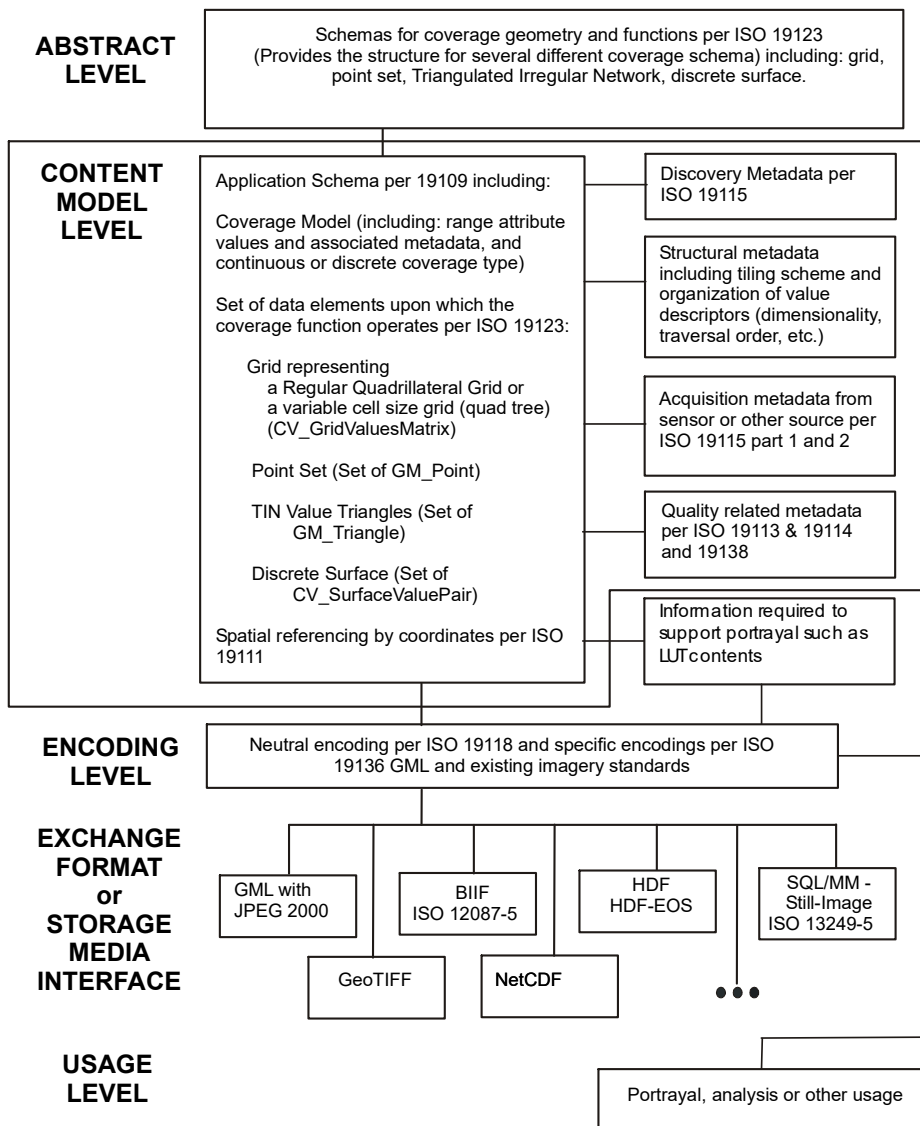 ABSTRACT
LEVEL
Schemas for coverage geometry and functions per ISO 19123
(Provides the structure for several different coverage schema) including: grid,
point set, Triangulated Irregular Network, discrete surface.
CONTENT
MODEL
LEVEL
Application Schema per 19109 including:
Coverage Model (including: range attribute
values and associated metadata, and
continuous or discrete coverage type)
Set of data elements upon which the
coverage function operates per ISO 19123:
Grid representing
a Regular Quadrillateral Grid or
a variable cell size grid (quad tree)
(CV_GridValuesMatrix)
Point Set (Set of GM_Point)
TIN Value Triangles (Set of
GM_Triangle)
Discrete Surface (Set of
CV_SurfaceValuePair)
Spatial referencing by coordinates per ISO
19111
Discovery Metadata per
ISO 19115
Structural metadata
including tiling scheme and
organization of value
descriptors (dimensionality,
traversal order, etc.)
Acquisition metadata from
sensor or other source per
ISO 19115 part 1 and 2
Quality related metadata
per ISO 19113 & 19114
and 19138
Information required to
support portrayal such as
LUT contents
ENCODING
LEVEL
Neutral encoding per ISO 19118 and specific encodings per ISO
19136 GML and existing imagery standards
EXCHANGE
FORMAT
or
STORAGE
MEDIA
INTERFACE
GML with
JPEG 2000
BIIF
ISO 12087-5
HDF
HDF-EOS
SQL/MM -
Still-Image
ISO 13249-5
GeoTIFF
NetCDF
•••
USAGE
LEVEL
Portrayal, analysis or other usage